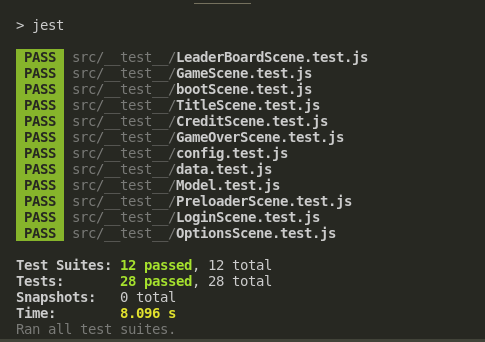 > jest
PASS src/__test__/LeaderBoardScene.test.js
PASS src/__test__/GameScene.test.js
PASS src/__test__/bootScene.test.js
PASS src/__test__/TitleScene.test.js
PASS src/__test__/CreditScene.test.js
PASS src/__test__/GameOverScene.test.js
PASS src/__test__/config.test.js
PASS src/__test__/data.test.js
PASS src/__test__/Model.test.js
PASS src/__test__/PreloaderScene.test.js
PASS src/__test__/LoginScene.test.js
PASS src/__test__/OptionsScene.test.js
Test Suites: 12 passed, 12 total
Tests: 28 passed, 28 total
Snapshots: 0 total
Time: 8.096 s
Ran all test suites.